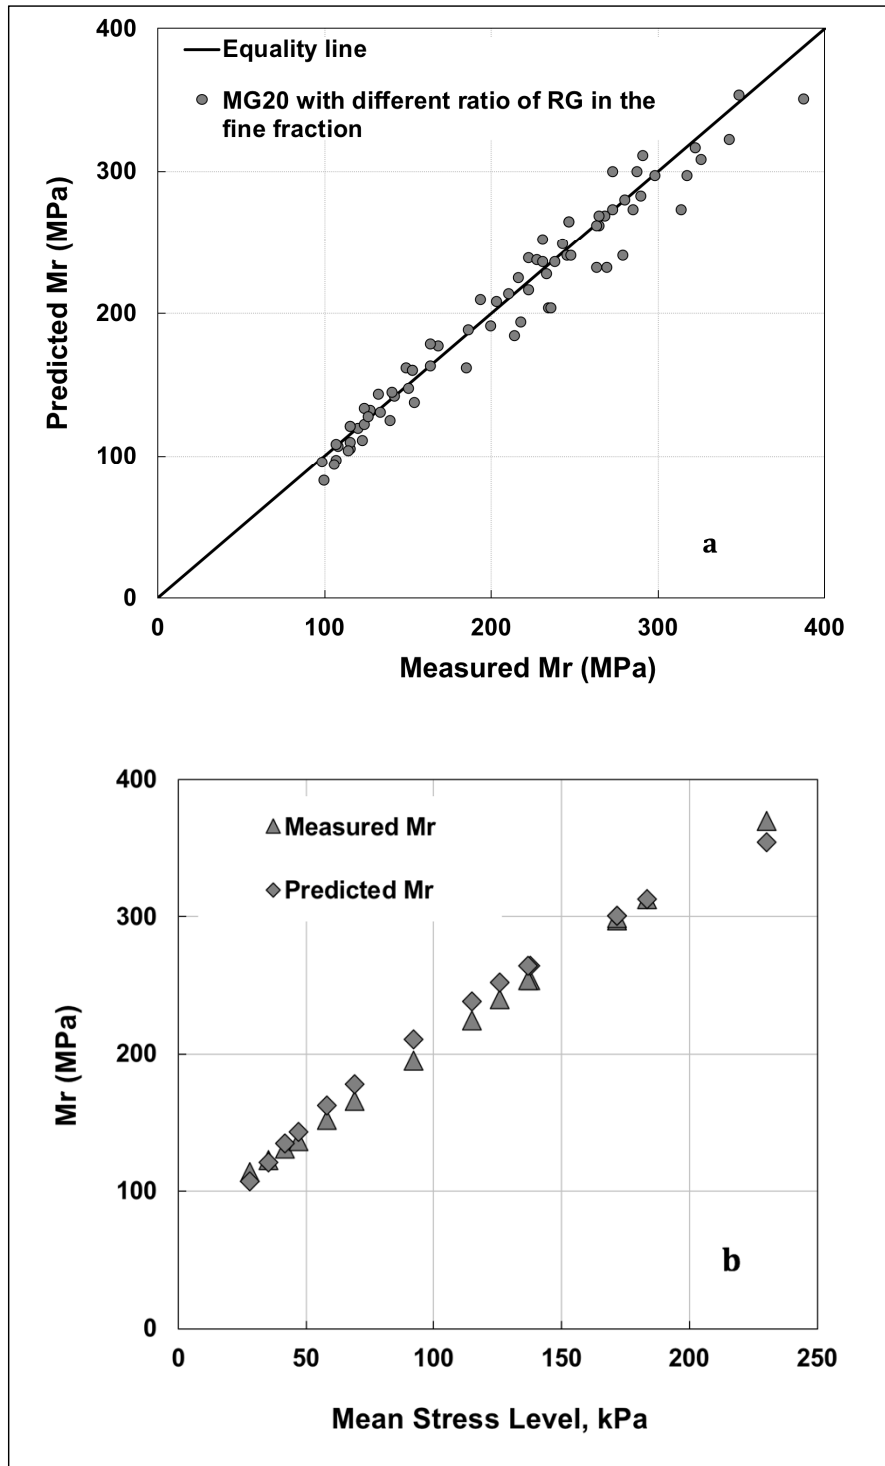 400
Equality line
MG20 with different ratio of RG in the
fine fraction
300
Predicted Mr (MPa)
200
100
a
0
0 100 200 300 400
Measured Mr (MPa)
400
Measured Mr
Predicted Mr
300
Mr (MPa)
200
100
b
0
0 50 100 150 200 250
Mean Stress Level, kPa